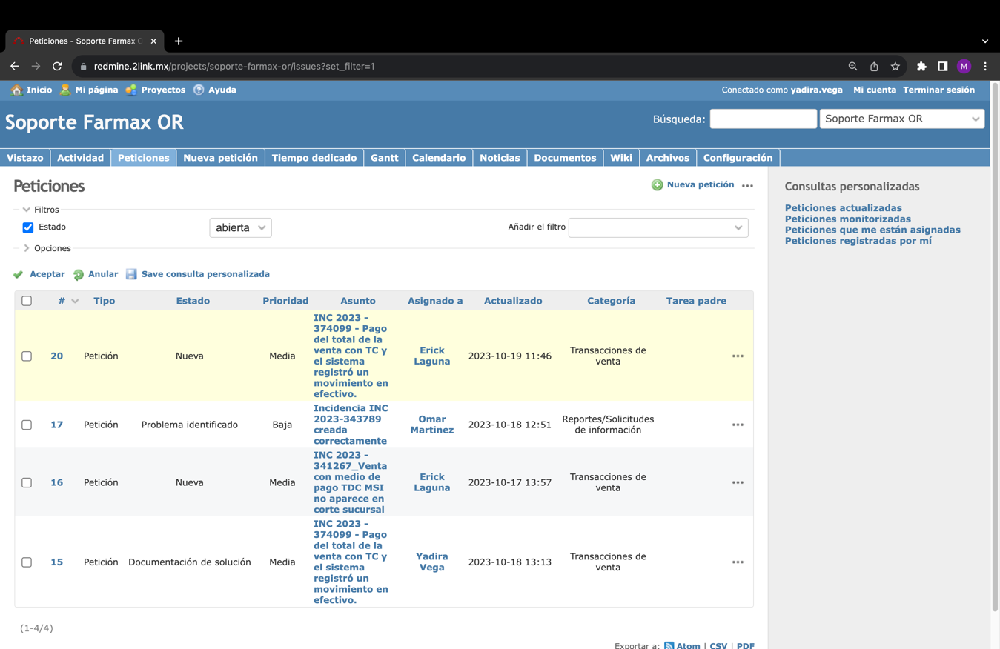 Peticiones - Soporte Farmax O
redmine.2link.mx/projects/soporte-farmax-or/issues?set_filter=1
M
Inicio Mi página Proyectos Ayuda
Conectado como yadira.vega Mi cuenta Terminar sesión
Soporte Farmax OR
Búsqueda: Soporte Farmax OR
Vistazo Actividad Peticiones Nueva petición Tiempo dedicado Gantt Calendario Noticias Documentos Wiki Archivos Configuración
Peticiones
Nueva petición
Filtros
Estado abierta Añadir el filtro
Opciones
Aceptar Anular Save consulta personalizada
# Tipo Estado Prioridad Asunto Asignado a Actualizado Categoría Tarea padre
20 Petición Nueva Media
INC 2023 -
374099 - Pago
del total de la
venta con TC y
el sistema
registró un
movimiento en
efectivo.
Erick
Laguna
2023-10-19 11:46
Transacciones de
venta
17 Petición Problema identificado Baja
Incidencia INC
2023-343789
creada
correctamente
Omar
Martinez
2023-10-18 12:51
Reportes/Solicitudes
de información
16 Petición Nueva Media
INC 2023 -
341267_Venta
con medio de
pago TDC MSI
no aparece en
corte sucursal
Erick
Laguna
2023-10-17 13:57
Transacciones de
venta
15 Petición Documentación de solución Media
INC 2023 -
374099 - Pago
del total de la
venta con TC y
el sistema
registró un
movimiento en
efectivo.
Yadira
Vega
2023-10-18 13:13
Transacciones de
venta
(1-4/4)
Exportar a: Atom | CSV | PDF
Consultas personalizadas
Peticiones actualizadas
Peticiones monitorizadas
Peticiones que me están asignadas
Peticiones registradas por mí